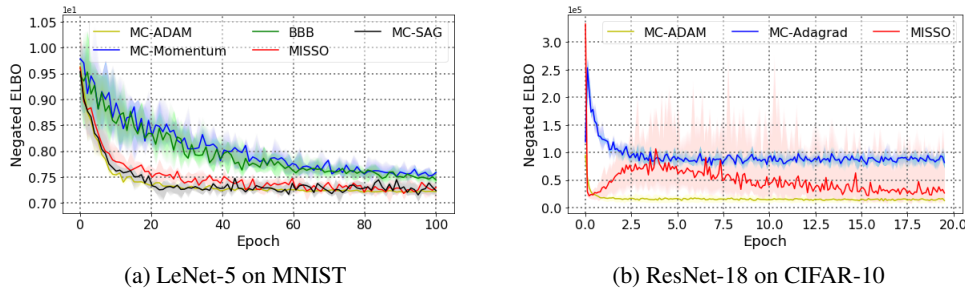 1e1
MC-ADAM BBB MC-SAG
MC-Momentum MISSO
1.05
1.00
0.95
0.90
0.85
0.80
0.75
0.70
Negated ELBO
0 20 40 60 80 100
Epoch
(a) LeNet-5 on MNIST
1e5
MC-ADAM MC-Adagrad MISSO
3.0
2.5
2.0
1.5
1.0
0.5
0.0
Negated ELBO
0.0 2.5 5.0 7.5 10.0 12.5 15.0 17.5 20.0
Epoch
(b) ResNet-18 on CIFAR-10